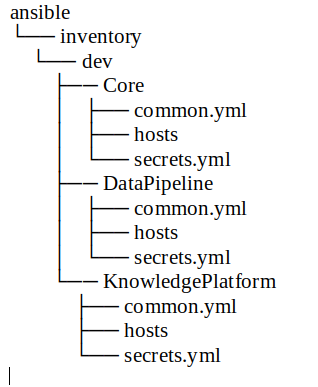 ansible
└── inventory
└── dev
├── Core
│ ├── common.yml
│ ├── hosts
│ └── secrets.yml
├── DataPipeline
│ ├── common.yml
│ ├── hosts
│ └── secrets.yml
└── KnowledgePlatform
├── common.yml
├── hosts
└── secrets.yml